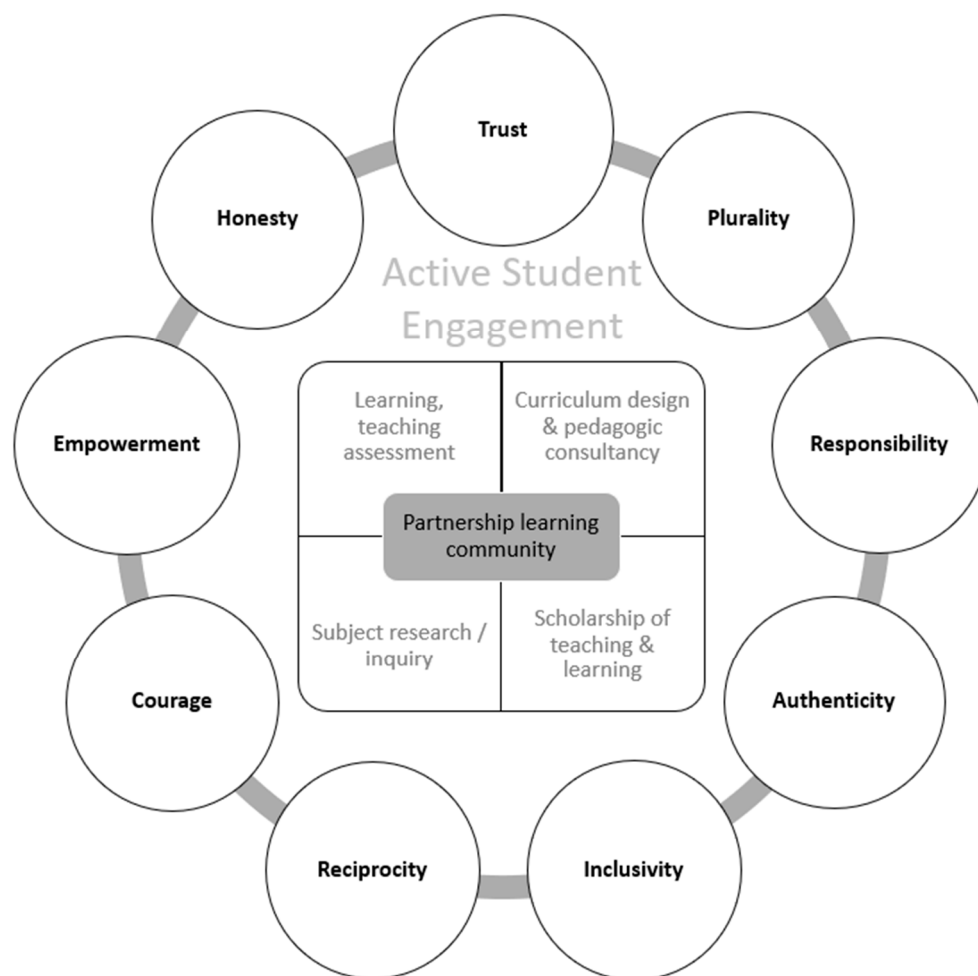 Trust
Honesty
Plurality
Active Student
Engagement
Empowerment
Responsibility
Learning,
teaching
assessment
Curriculum design
& pedagogic
consultancy
Partnership learning
community
Subject research /
inquiry
Scholarship of
teaching &
learning
Courage
Authenticity
Reciprocity
Inclusivity